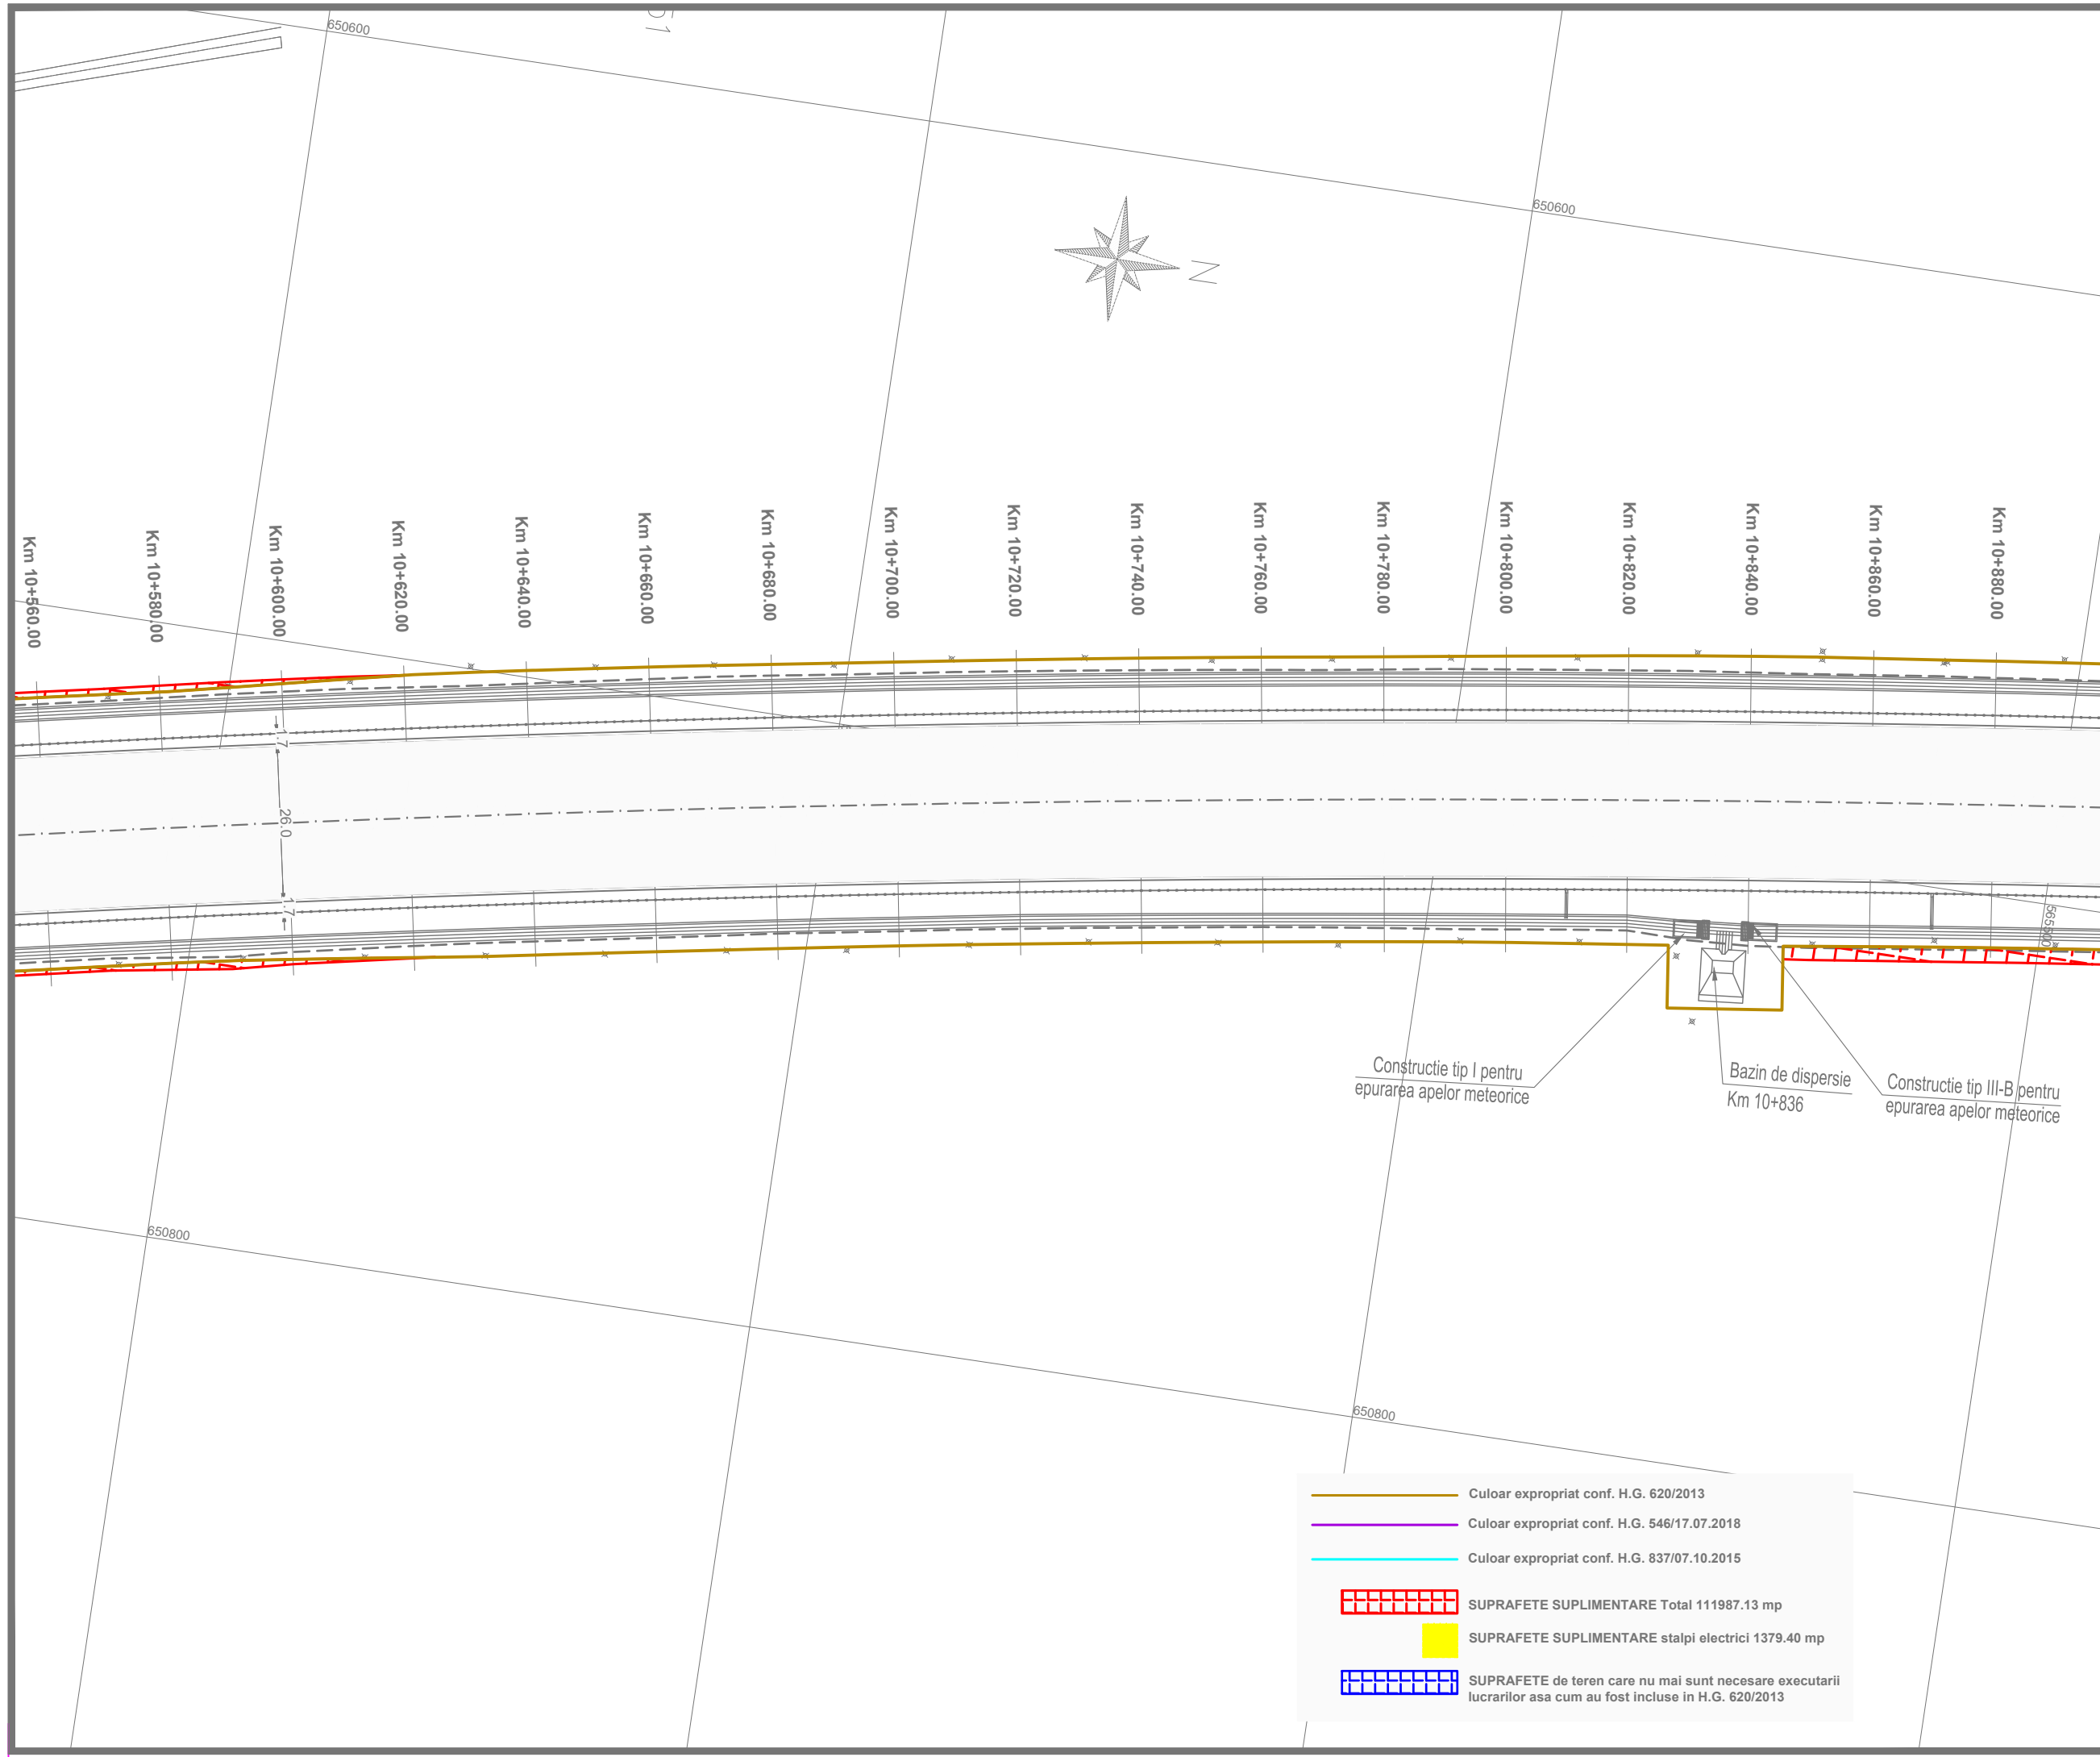 650600
650600
N
Km 10+560.00
Km 10+580.00
Km 10+600.00
Km 10+620.00
Km 10+640.00
Km 10+660.00
Km 10+680.00
Km 10+700.00
Km 10+720.00
Km 10+740.00
Km 10+760.00
Km 10+780.00
Km 10+800.00
Km 10+820.00
Km 10+840.00
Km 10+860.00
Km 10+880.00
1.7
26.0
1.7
565500
Constructie tip I pentru
epurarea apelor meteorice
Bazin de dispersie
Km 10+836
Constructie tip III-B pentru
epurarea apelor meteorice
650800
650800
Culoar expropriat conf. H.G. 620/2013
Culoar expropriat conf. H.G. 546/17.07.2018
Culoar expropriat conf. H.G. 837/07.10.2015
SUPRAFETE SUPLIMENTARE Total 111987.13 mp
SUPRAFETE SUPLIMENTARE stalpi electrici 1379.40 mp
SUPRAFETE de teren care nu mai sunt necesare executarii
lucrarilor asa cum au fost incluse in H.G. 620/2013